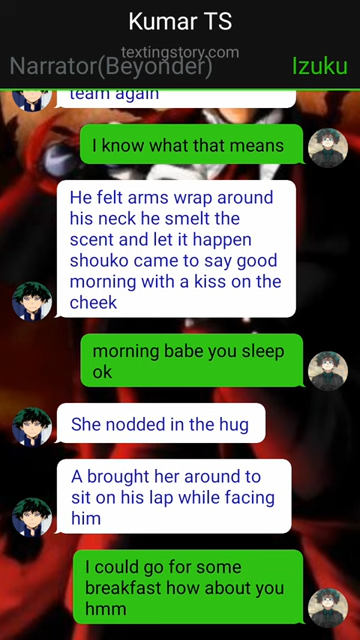 Kumar TS
textingstory.com
Narrator(Beyonder)
Izuku
team again
I know what that means
He felt arms wrap around
his neck he smelt the
scent and let it happen
shouko came to say good
morning with a kiss on the
cheek
morning babe you sleep
ok
She nodded in the hug
A brought her around to
sit on his lap while facing
him
I could go for some
breakfast how about you
hmm